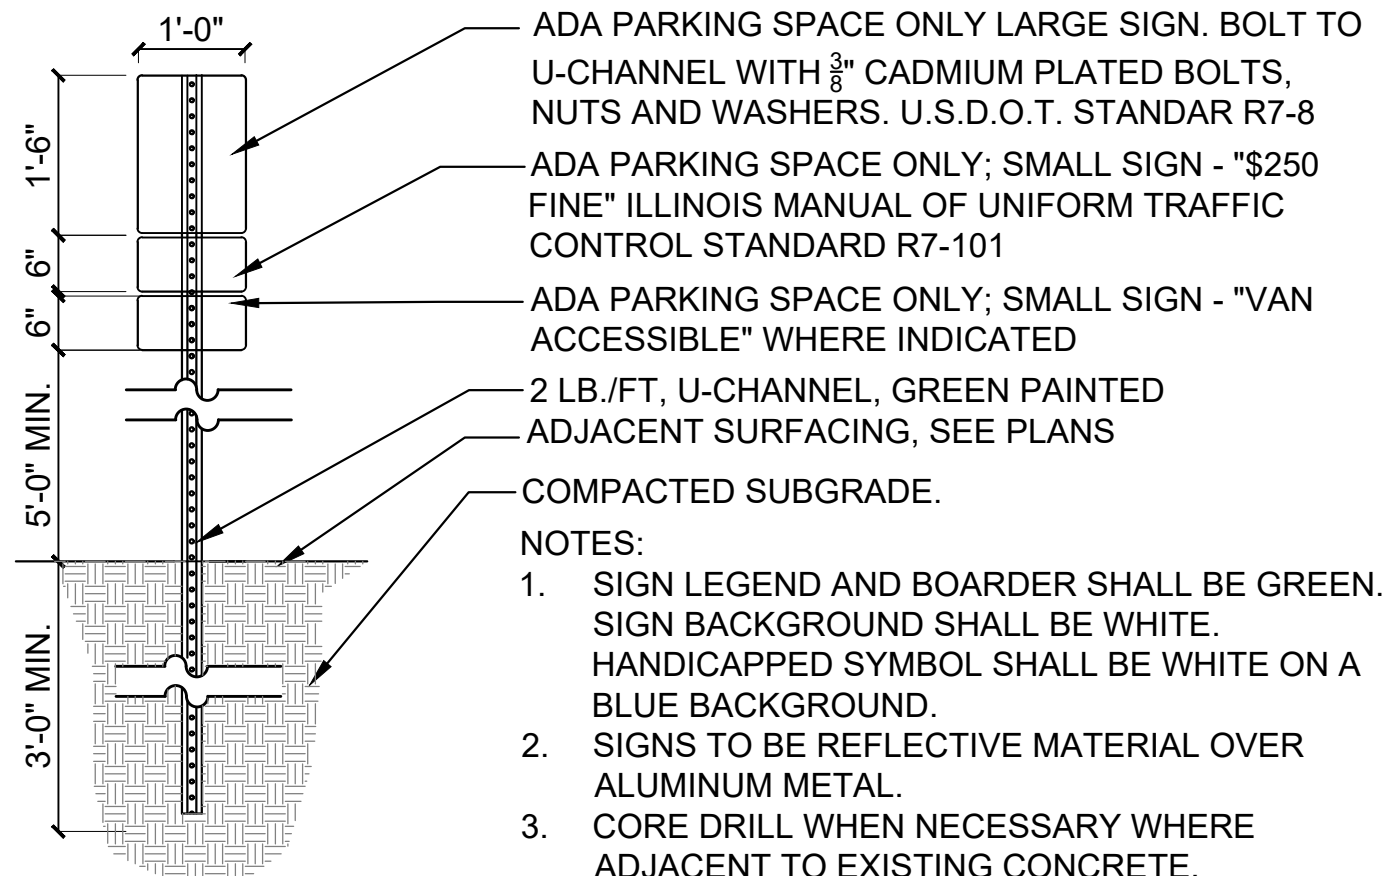 1'-0"
1'-6"
6"
6"
5'-0" MIN.
3'-0" MIN.
ADA PARKING SPACE ONLY LARGE SIGN. BOLT TO
U-CHANNEL WITH 3/8" CADMIUM PLATED BOLTS,
NUTS AND WASHERS. U.S.D.O.T. STANDAR R7-8
ADA PARKING SPACE ONLY; SMALL SIGN - "$250
FINE" ILLINOIS MANUAL OF UNIFORM TRAFFIC
CONTROL STANDARD R7-101
ADA PARKING SPACE ONLY; SMALL SIGN - "VAN
ACCESSIBLE" WHERE INDICATED
2 LB./FT, U-CHANNEL, GREEN PAINTED
ADJACENT SURFACING, SEE PLANS
COMPACTED SUBGRADE.
NOTES:
1. SIGN LEGEND AND BOARDER SHALL BE GREEN.
SIGN BACKGROUND SHALL BE WHITE.
HANDICAPPED SYMBOL SHALL BE WHITE ON A
BLUE BACKGROUND.
2. SIGNS TO BE REFLECTIVE MATERIAL OVER
ALUMINUM METAL.
3. CORE DRILL WHEN NECESSARY WHERE
ADJACENT TO EXISTING CONCRETE.